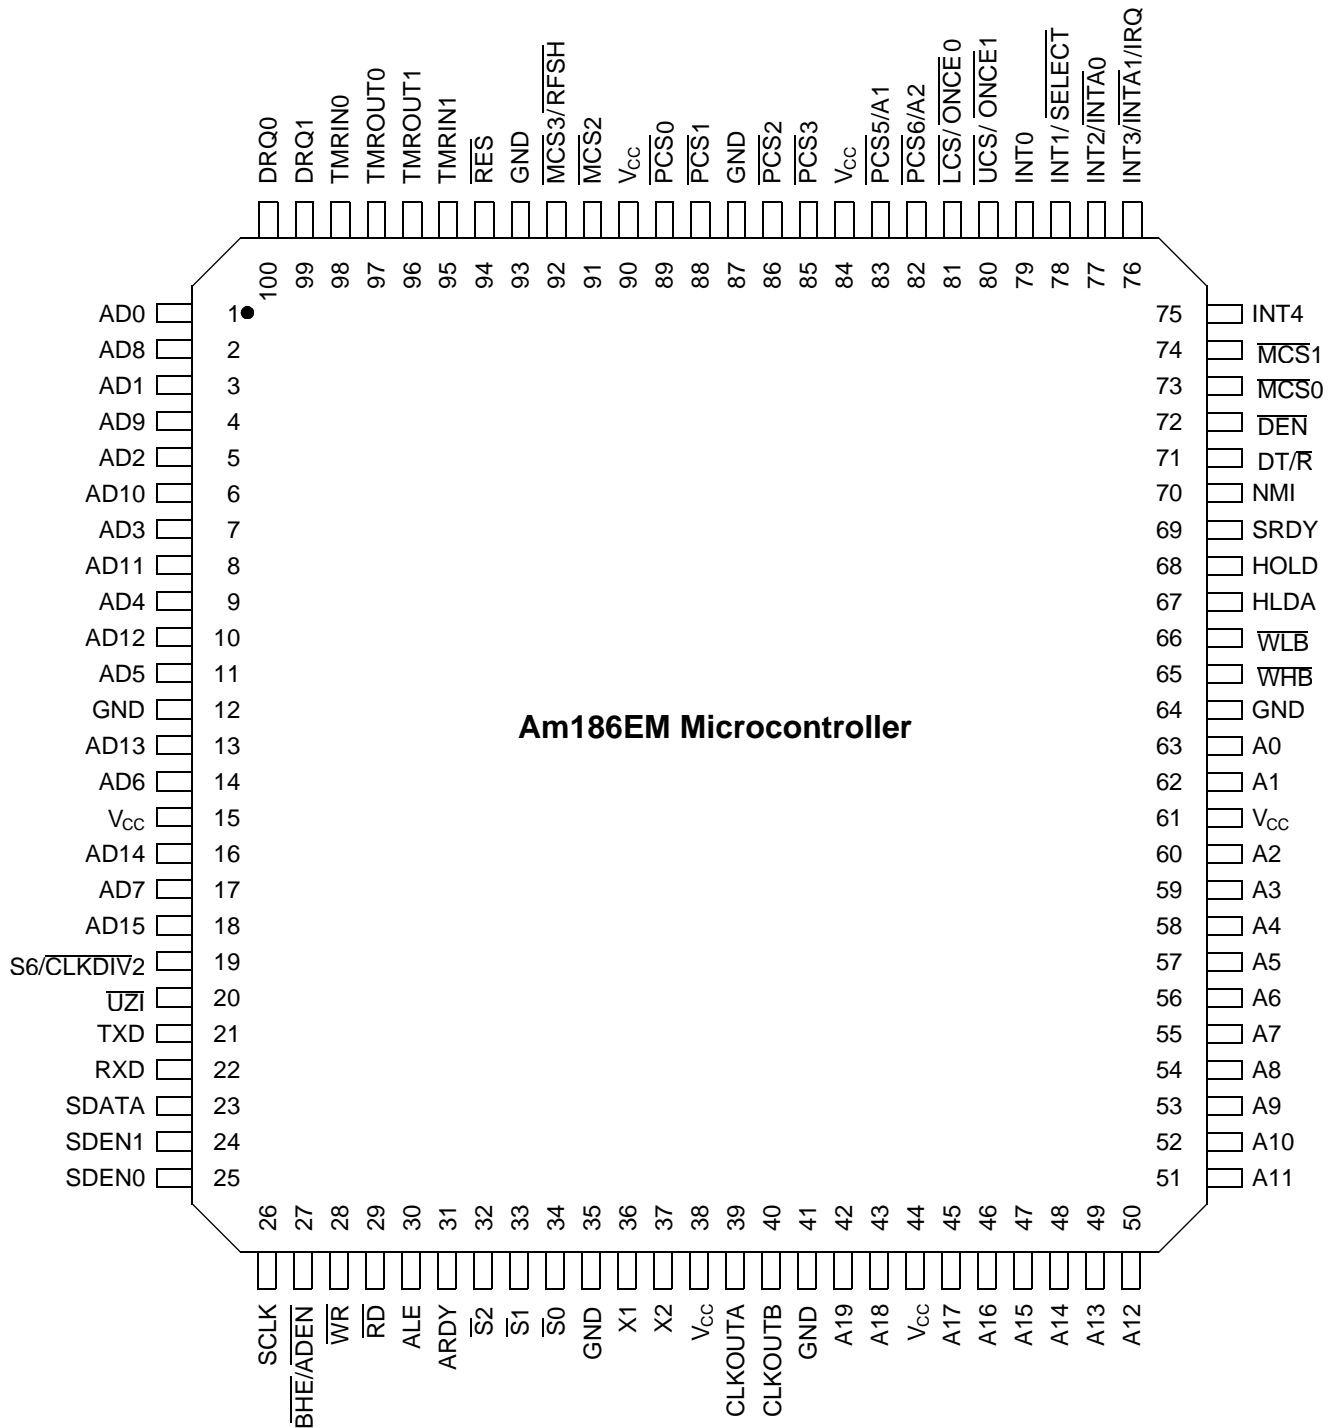 DRQ0
DRQ1
TMRIN0
TMROUT0
TMROUT1
TMRIN1
RES
GND
MCS3/RFSH
MCS2
VCC
PCS0
PCS1
GND
PCS2
PCS3
VCC
PCS5/A1
PCS6/A2
LCS/ONCE0
UCS/ONCE1
INT0
INT1/SELECT
INT2/INTA0
INT3/INTA1/IRQ
100
99
98
97
96
95
94
93
92
91
90
89
88
87
86
85
84
83
82
81
80
79
78
77
76
AD0 1
AD8 2
AD1 3
AD9 4
AD2 5
AD10 6
AD3 7
AD11 8
AD4 9
AD12 10
AD5 11
GND 12
AD13 13
AD6 14
VCC 15
AD14 16
AD7 17
AD15 18
S6/CLKDIV2 19
UZI 20
TXD 21
RXD 22
SDATA 23
SDEN1 24
SDEN0 25
Am186EM Microcontroller
75 INT4
74 MCS1
73 MCS0
72 DEN
71 DT/R
70 NMI
69 SRDY
68 HOLD
67 HLDA
66 WLB
65 WHB
64 GND
63 A0
62 A1
61 VCC
60 A2
59 A3
58 A4
57 A5
56 A6
55 A7
54 A8
53 A9
52 A10
51 A11
26
27
28
29
30
31
32
33
34
35
36
37
38
39
40
41
42
43
44
45
46
47
48
49
50
SCLK
BHE/ADEN
WR
RD
ALE
ARDY
S2
S1
S0
GND
X1
X2
VCC
CLKOUTA
CLKOUTB
GND
A19
A18
VCC
A17
A16
A15
A14
A13
A12